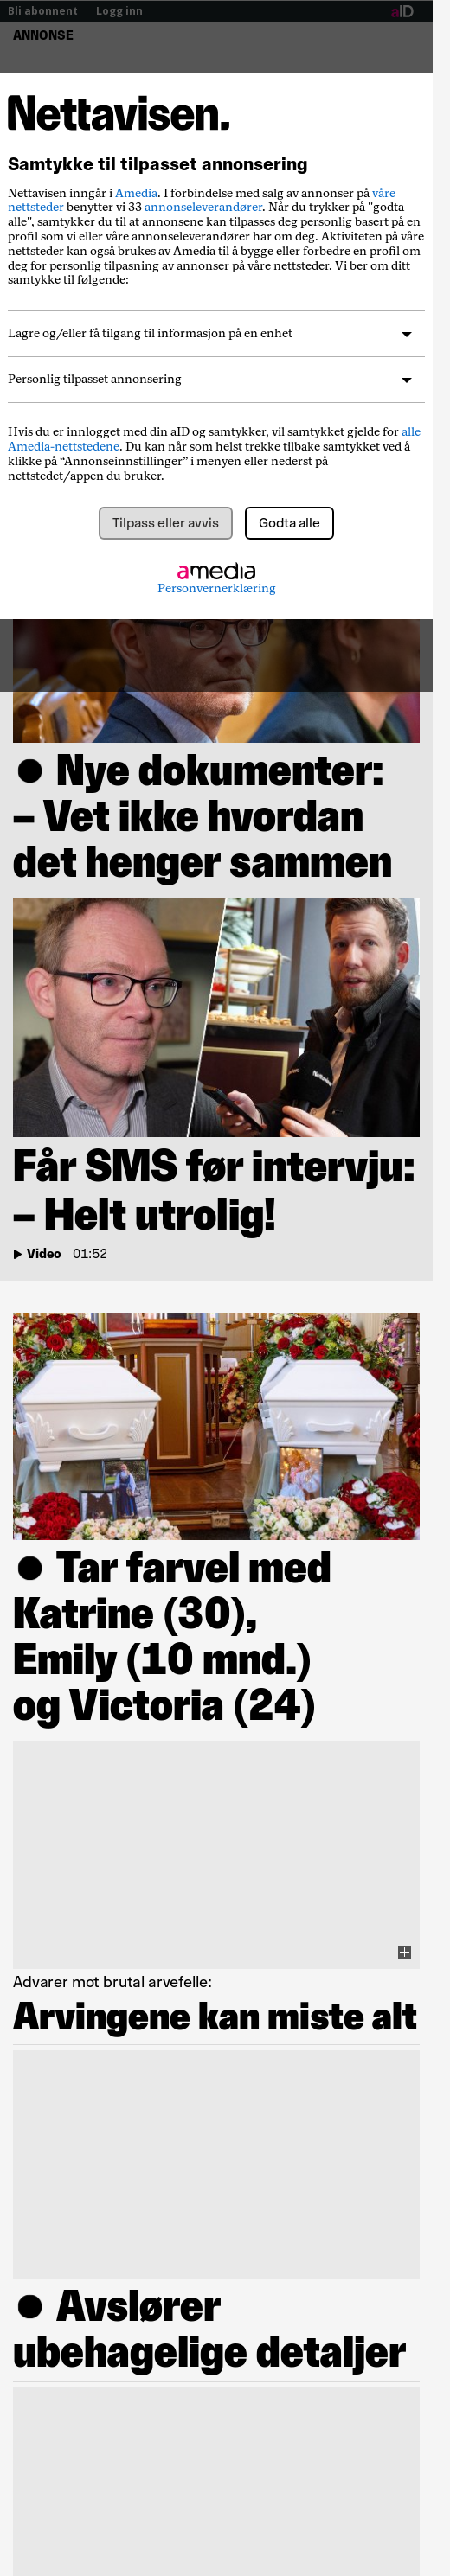 Bli abonnent | Logg inn
aID
ANNONSE
Nettavisen.
Samtykke til tilpasset annonsering
Nettavisen inngår i Amedia. I forbindelse med salg av annonser på våre
nettsteder benytter vi 33 annonseleverandører. Når du trykker på "godta
alle", samtykker du til at annonsene kan tilpasses deg personlig basert på en
profil som vi eller våre annonseleverandører har om deg. Aktiviteten på våre
nettsteder kan også brukes av Amedia til å bygge eller forbedre en profil om
deg for personlig tilpasning av annonser på våre nettsteder. Vi ber om ditt
samtykke til følgende:
Lagre og/eller få tilgang til informasjon på en enhet
Personlig tilpasset annonsering
Hvis du er innlogget med din aID og samtykker, vil samtykket gjelde for alle
Amedia-nettstedene. Du kan når som helst trekke tilbake samtykket ved å
klikke på “Annonseinnstillinger” i menyen eller nederst på
nettstedet/appen du bruker.
Tilpass eller avvis
Godta alle
amedia
Personvernerklæring
● Nye dokumenter:
– Vet ikke hvordan
det henger sammen
Nettavisen
Får SMS før intervju:
– Helt utrolig!
Video | 01:52
● Tar farvel med
Katrine (30),
Emily (10 mnd.)
og Victoria (24)
Advarer mot brutal arvefelle:
Arvingene kan miste alt
● Avslører
ubehagelige detaljer